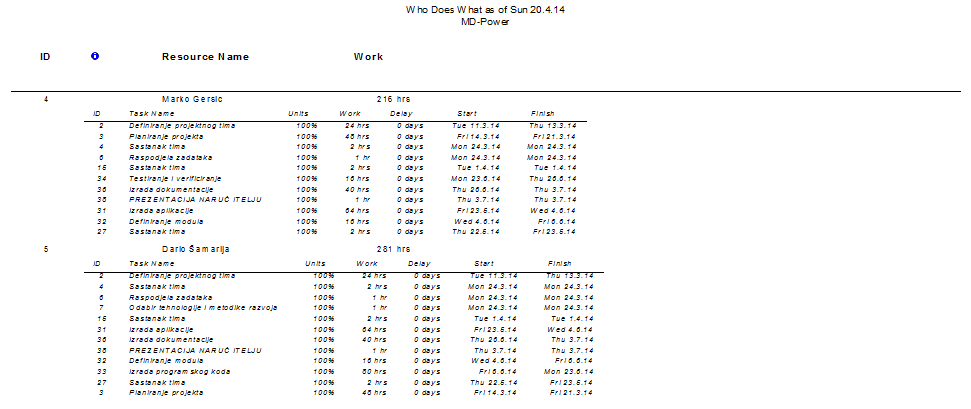 Who Does What as of Sun 20.4.14
MD-Power
ID Resource Name Work
4 Marko Gersic 216 hrs
ID Task Name Units Work Delay Start Finish
2 Definiranje projektnog tima 100% 24 hrs 0 days Tue 11.3.14 Thu 13.3.14
3 Planiranje projekta 100% 48 hrs 0 days Fri 14.3.14 Fri 21.3.14
4 Sastanak tima 100% 2 hrs 0 days Mon 24.3.14 Mon 24.3.14
6 Raspodjela zadataka 100% 1 hr 0 days Mon 24.3.14 Mon 24.3.14
15 Sastanak tima 100% 2 hrs 0 days Tue 1.4.14 Tue 1.4.14
34 Testiranje i verificiranje 100% 16 hrs 0 days Mon 23.6.14 Thu 26.6.14
36 Izrada dokumentacije 100% 40 hrs 0 days Thu 26.6.14 Thu 3.7.14
38 PREZENTACIJA NARUČITELJU 100% 1 hr 0 days Thu 3.7.14 Thu 3.7.14
31 Izrada aplikacije 100% 64 hrs 0 days Fri 23.5.14 Wed 4.6.14
32 Definiranje modula 100% 16 hrs 0 days Wed 4.6.14 Fri 6.6.14
27 Sastanak tima 100% 2 hrs 0 days Thu 22.5.14 Fri 23.5.14
5 Dario Šamarija 281 hrs
ID Task Name Units Work Delay Start Finish
2 Definiranje projektnog tima 100% 24 hrs 0 days Tue 11.3.14 Thu 13.3.14
4 Sastanak tima 100% 2 hrs 0 days Mon 24.3.14 Mon 24.3.14
6 Raspodjela zadataka 100% 1 hr 0 days Mon 24.3.14 Mon 24.3.14
7 Odabir tehnologije i metodike razvoja 100% 1 hr 0 days Mon 24.3.14 Mon 24.3.14
15 Sastanak tima 100% 2 hrs 0 days Tue 1.4.14 Tue 1.4.14
31 Izrada aplikacije 100% 64 hrs 0 days Fri 23.5.14 Wed 4.6.14
36 Izrada dokumentacije 100% 40 hrs 0 days Thu 26.6.14 Thu 3.7.14
38 PREZENTACIJA NARUČITELJU 100% 1 hr 0 days Thu 3.7.14 Thu 3.7.14
32 Definiranje modula 100% 16 hrs 0 days Wed 4.6.14 Fri 6.6.14
33 Izrada programskog koda 100% 80 hrs 0 days Fri 6.6.14 Mon 23.6.14
27 Sastanak tima 100% 2 hrs 0 days Thu 22.5.14 Fri 23.5.14
3 Planiranje projekta 100% 48 hrs 0 days Fri 14.3.14 Fri 21.3.14